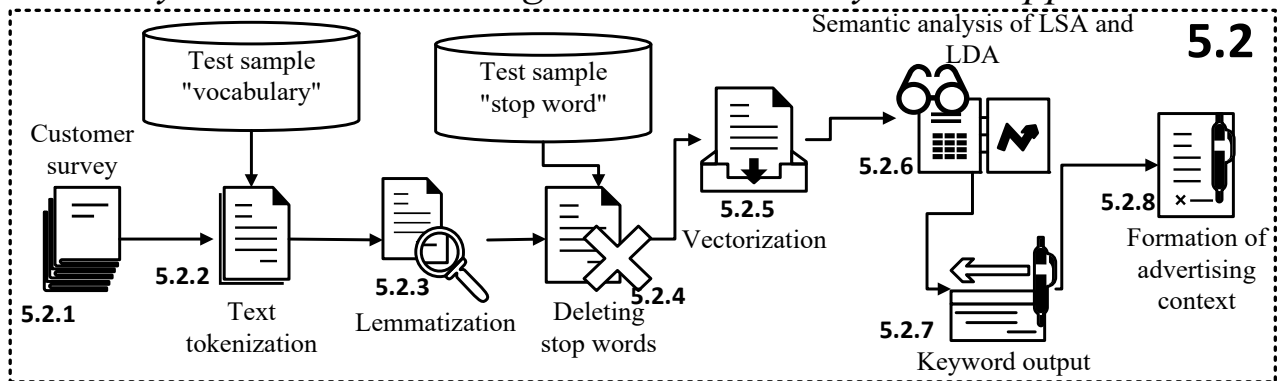 5.2
Semantic analysis of LSA and
LDA
Test sample
"vocabulary"
Test sample
"stop word"
Customer
survey
5.2.1
5.2.2
Text
tokenization
5.2.3
Lemmatization
5.2.4
Deleting
stop words
5.2.5
Vectorization
5.2.6
5.2.7
Keyword output
5.2.8
Formation of
advertising
context